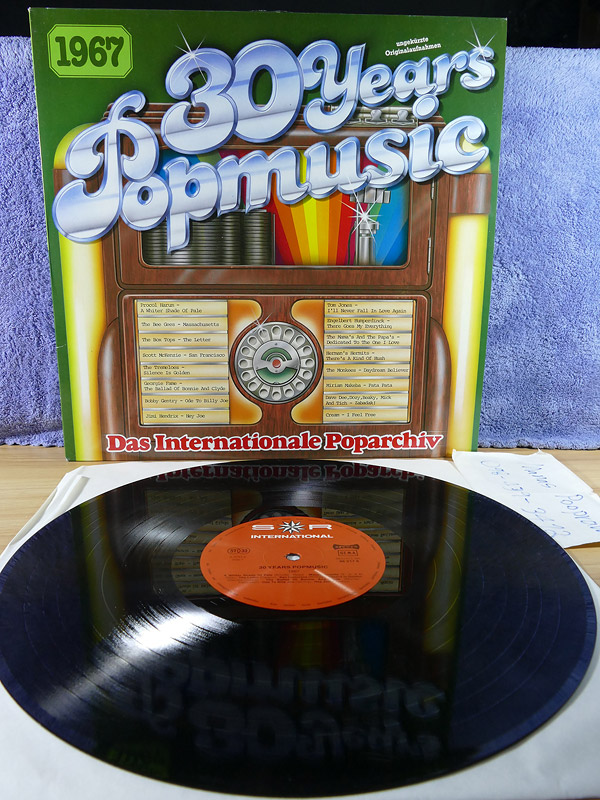 1967
ungekürzte
Originalaufnahmen
30 Years
Popmusic
Procol Harum -
A Whiter Shade Of Pale
The Bee Gees - Massachusetts
The Box Tops - The Letter
Scott McKenzie - San Francisco
The Tremeloes -
Silence Is Golden
Georgie Fame -
The Ballad Of Bonnie And Clyde
Bobby Gentry - Ode To Billy Joe
Jimi Hendrix - Hey Joe
Tom Jones -
I'll Never Fall In Love Again
Engelbert Humperdinck -
There Goes My Everything
The Mama's And The Papa's -
Dedicated To The One I Love
Herman's Hermits -
There's A Kind Of Hush
The Monkees - Daydream Believer
Miriam Makeba - Pata Pata
Dave Dee,Dozy,Beaky, Mick
And Tich - Zabadak!
Cream - I Feel Free
Das Internationale Poparchiv
S R
INTERNATIONAL
30 YEARS POPMUSIC
1967